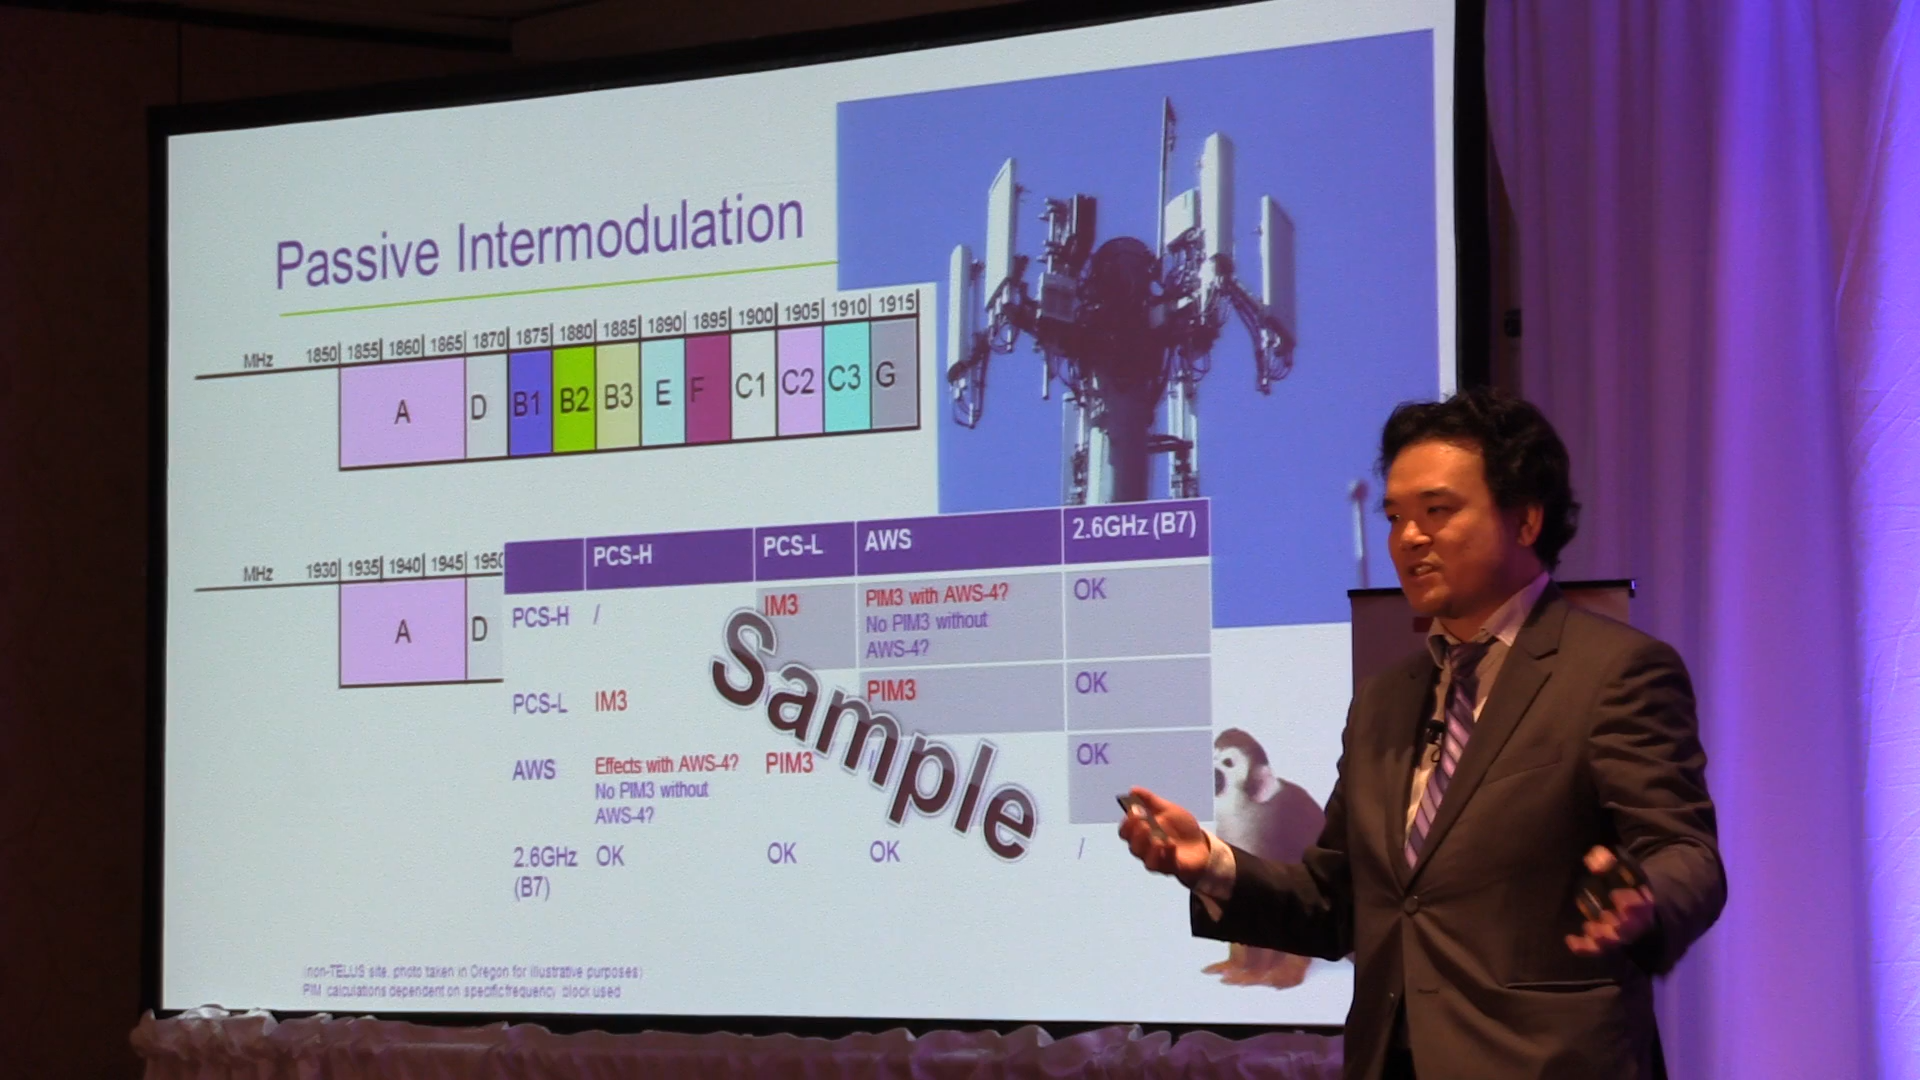 Passive Intermodulation
MHz 1850 1855 1860 1865 1870 1875 1880 1885 1890 1895 1900 1905 1910 1915
A D B1 B2 B3 E F C1 C2 C3 G
MHz 1930 1935 1940 1945 1950
A D
PCS-H PCS-L AWS 2.6GHz (B7)
PCS-H / IM3 PIM3 with AWS-4? OK
No PIM3 without
AWS-4?
PCS-L IM3 PIM3 OK
AWS Effects with AWS-4? PIM3 OK
No PIM3 without
AWS-4?
2.6GHz OK OK OK /
(B7)
Sample
(non-TELUS site, photo taken in Oregon for illustrative purposes)
PIM calculations dependent on specific frequency block used